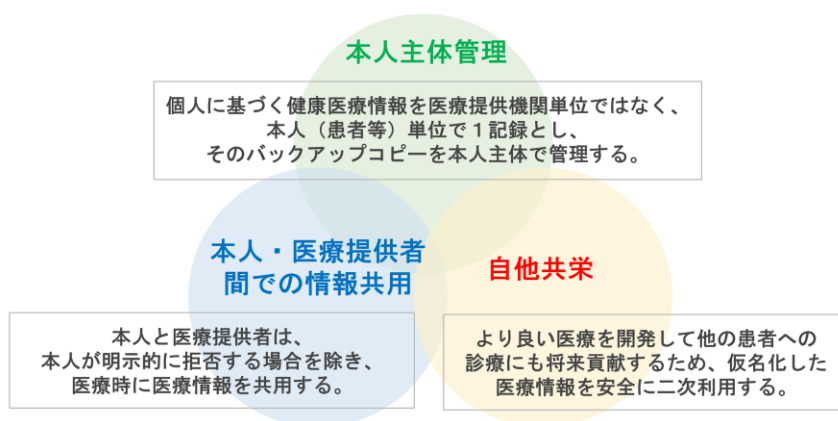 本人主体管理
個人に基づく健康医療情報を医療提供機関単位ではなく、
本人（患者等）単位で１記録とし、
そのバックアップコピーを本人主体で管理する。
本人・医療提供者
間での情報共用
本人と医療提供者は、
本人が明示的に拒否する場合を除き、
医療時に医療情報を共用する。
自他共栄
より良い医療を開発して他の患者への
診療にも将来貢献するため、仮名化した
医療情報を安全に二次利用する。